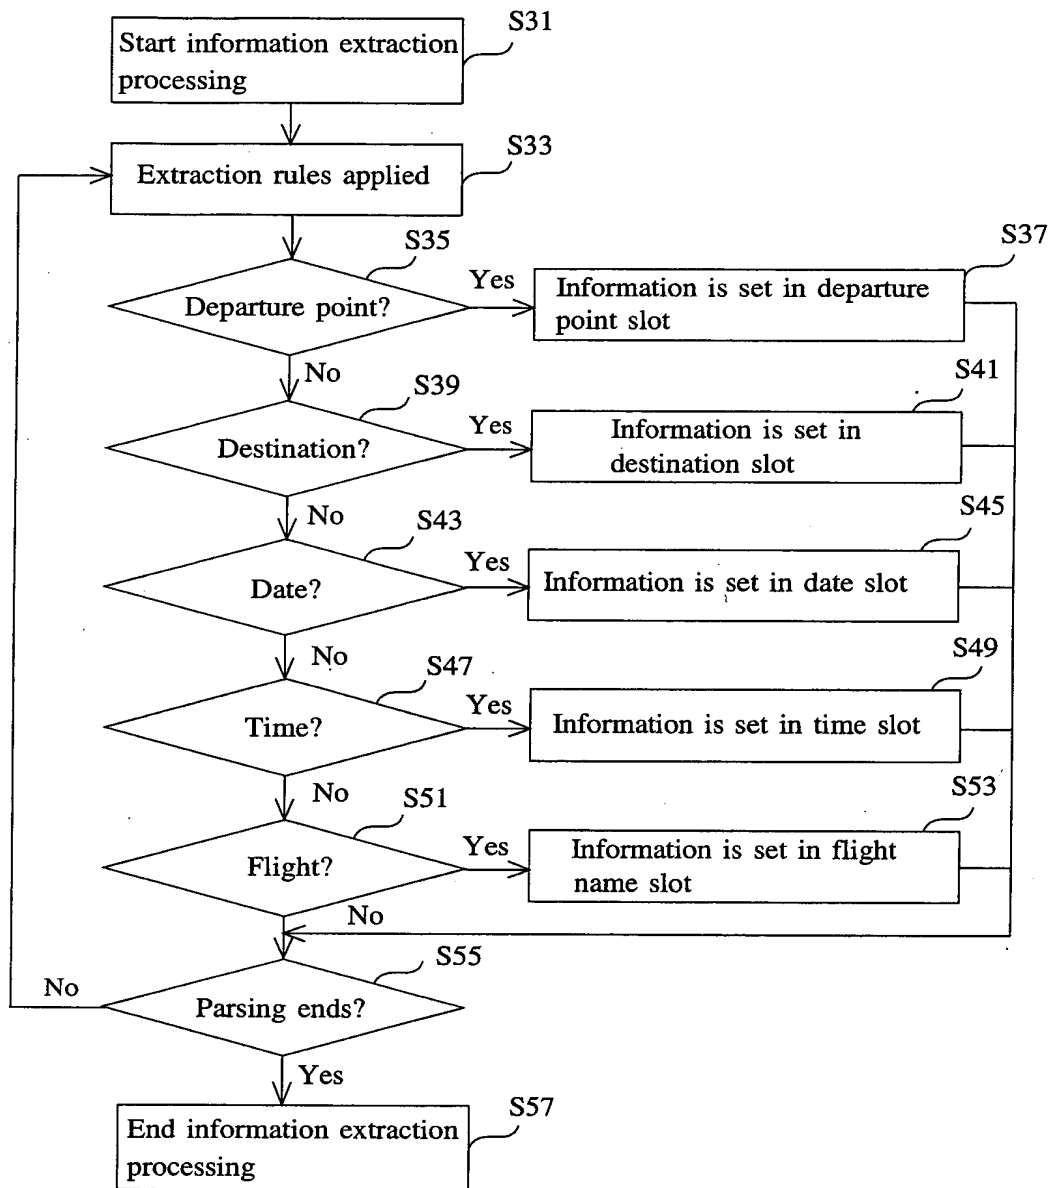 S31
Start information extraction
processing
S33
Extraction rules applied
S35
Departure point?
Yes
S37
Information is set in departure
point slot
No
S39
Destination?
Yes
S41
Information is set in
destination slot
No
S43
Date?
Yes
S45
Information is set in date slot
No
S47
Time?
Yes
S49
Information is set in time slot
No
S51
Flight?
Yes
S53
Information is set in flight
name slot
No
S55
No
Parsing ends?
Yes
S57
End information extraction
processing